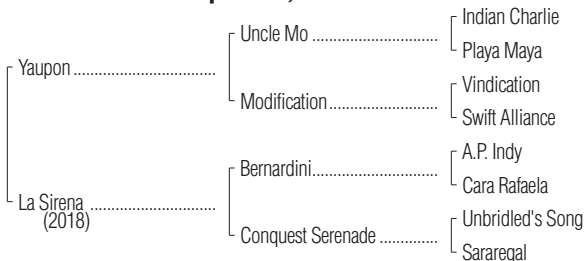 Indian Charlie
Uncle Mo ................................
Playa Maya
Yaupon ....................................
Vindication
Modification............................
Swift Alliance
A.P. Indy
Bernardini................................
Cara Rafaela
La Sirena ................................
(2018)
Unbridled's Song
Conquest Serenade ..............
Sararegal